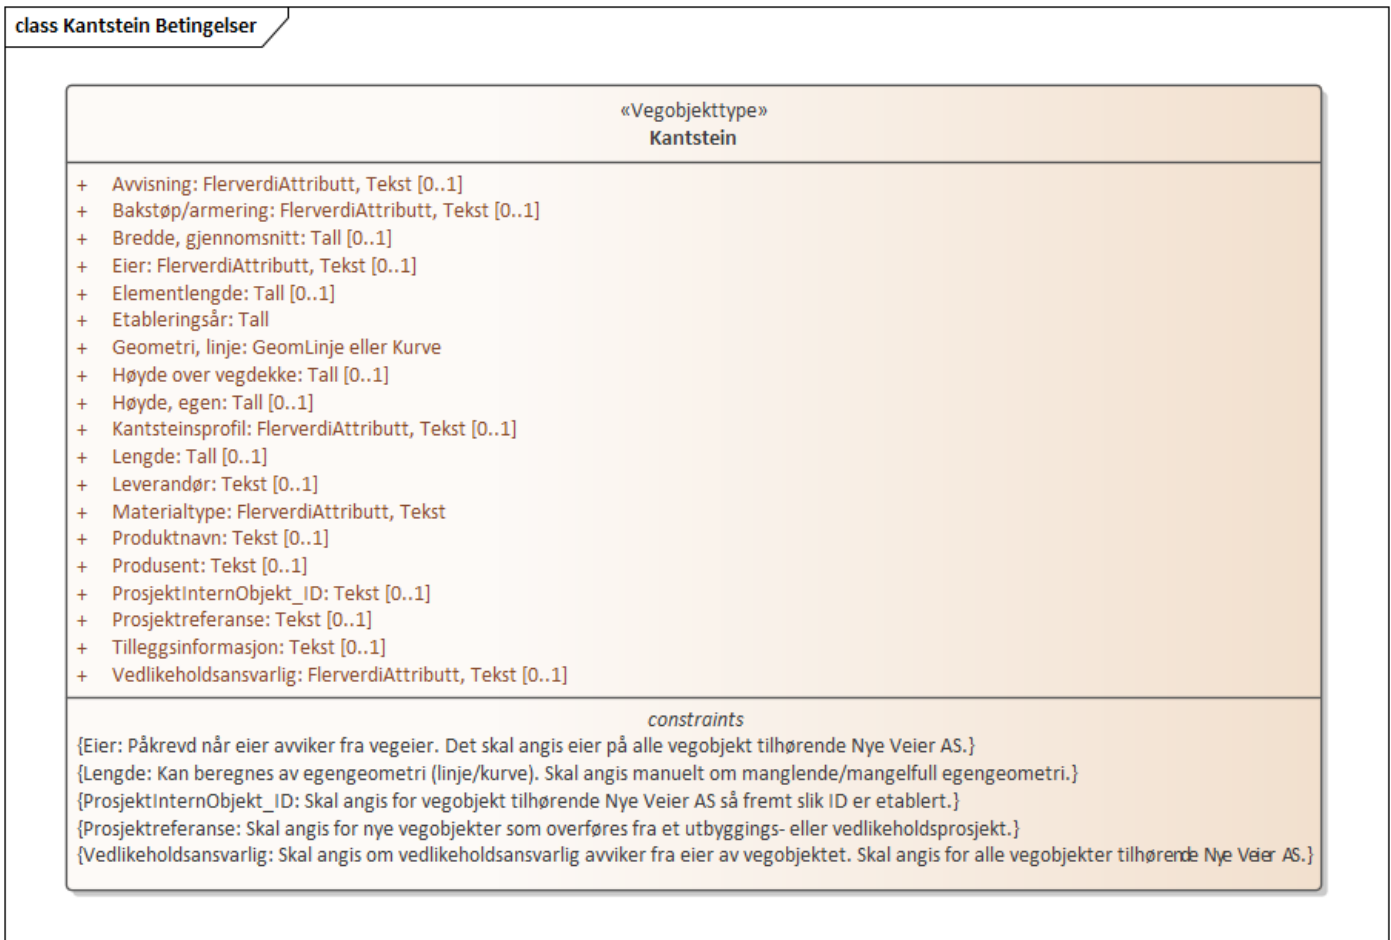 class Kantstein Betingelser
«Vegobjekttype»
Kantstein
+ Avvisning: FlerverdiAttributt, Tekst [0..1]
+ Bakstøp/armering: FlerverdiAttributt, Tekst [0..1]
+ Bredde, gjennomsnitt: Tall [0..1]
+ Eier: FlerverdiAttributt, Tekst [0..1]
+ Elementlengde: Tall [0..1]
+ Etableringsår: Tall
+ Geometri, linje: GeomLinje eller Kurve
+ Høyde over vegdekke: Tall [0..1]
+ Høyde, egen: Tall [0..1]
+ Kantsteinsprofil: FlerverdiAttributt, Tekst [0..1]
+ Lengde: Tall [0..1]
+ Leverandør: Tekst [0..1]
+ Materialtype: FlerverdiAttributt, Tekst
+ Produktnavn: Tekst [0..1]
+ Produsent: Tekst [0..1]
+ ProsjektInternObjekt_ID: Tekst [0..1]
+ Prosjektreferanse: Tekst [0..1]
+ Tilleggsinformasjon: Tekst [0..1]
+ Vedlikeholdsansvarlig: FlerverdiAttributt, Tekst [0..1]
constraints
{Eier: Påkrevd når eier avviker fra vegeier. Det skal angis eier på alle vegobjekt tilhørende Nye Veier AS.}
{Lengde: Kan beregnes av egengeometri (linje/kurve). Skal angis manuelt om manglende/mangelfull egengeometri.}
{ProsjektInternObjekt_ID: Skal angis for vegobjekt tilhørende Nye Veier AS så fremt slik ID er etablert.}
{Prosjektreferanse: Skal angis for nye vegobjekter som overføres fra et utbyggings- eller vedlikeholdsprosjekt.}
{Vedlikeholdsansvarlig: Skal angis om vedlikeholdsansvarlig avviker fra eier av vegobjektet. Skal angis for alle vegobjekter tilhørende Nye Veier AS.}